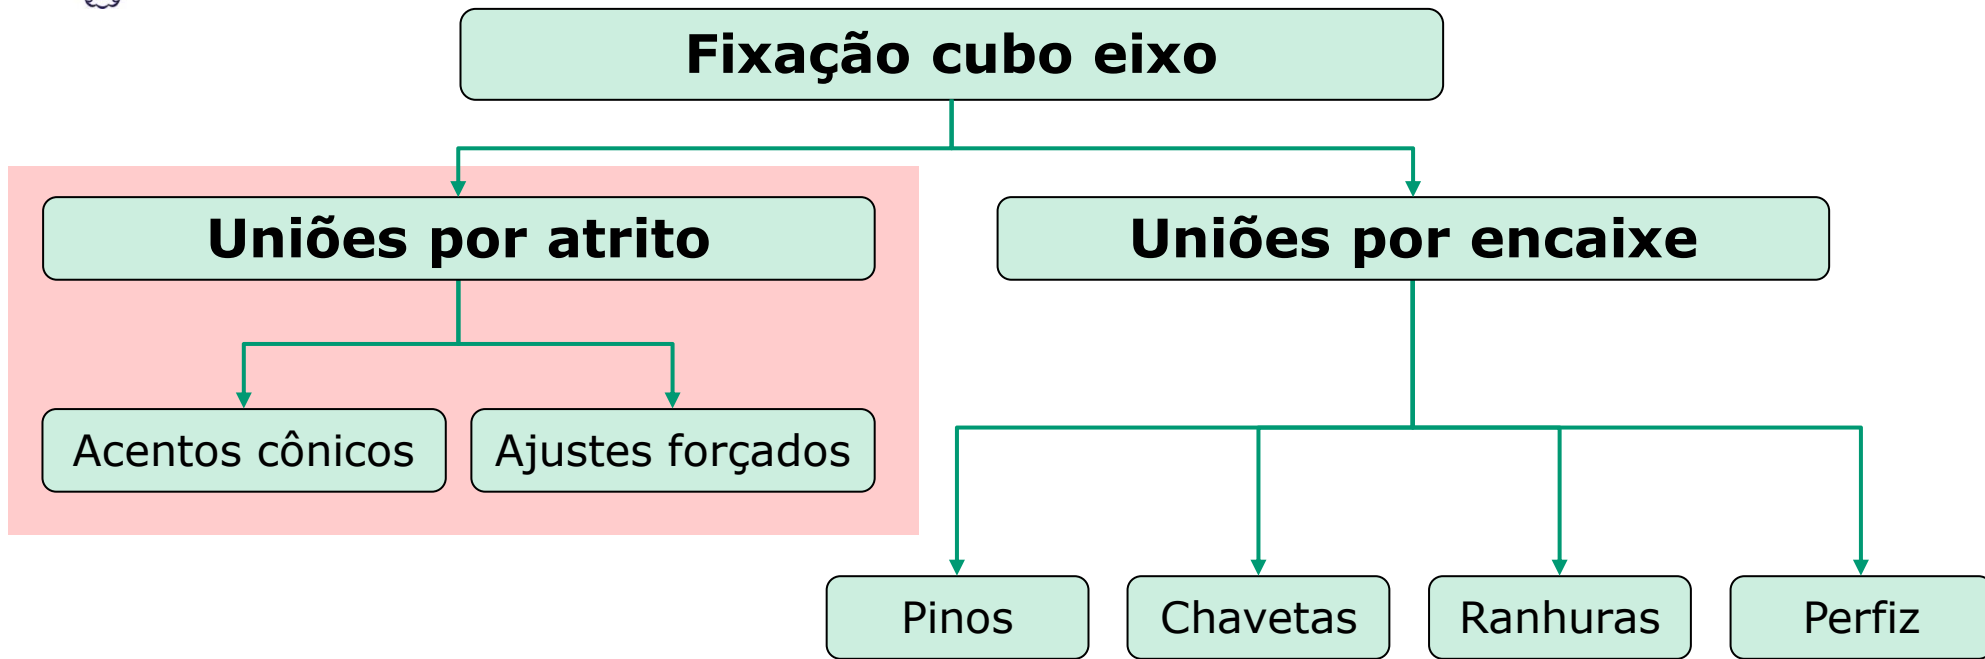 Fixação cubo eixo
Uniões por atrito
Uniões por encaixe
Acentos cônicos
Ajustes forçados
Pinos
Chavetas
Ranhuras
Perfiz